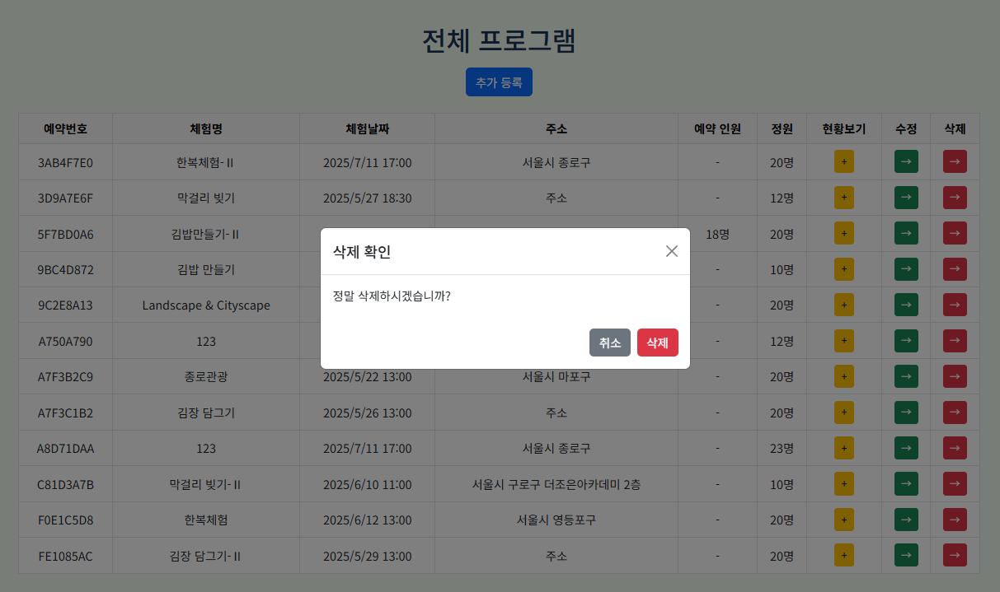 전체 프로그램
추가 등록
예약번호 체험명 체험날짜 주소 예약 인원 정원 현황보기 수정 삭제
3AB4F7E0 한복체험-Ⅱ 2025/7/11 17:00 서울시 종로구 - 20명 + → →
3D9A7E6F 막걸리 빚기 2025/5/27 18:30 주소 - 12명 + → →
5F7BD0A6 김밥만들기-Ⅱ 18명 20명 + → →
9BC4D872 김밥 만들기 - 10명 + → →
9C2E8A13 Landscape & Cityscape - 20명 + → →
A750A790 123 - 12명 + → →
A7F3B2C9 종로관광 2025/5/22 13:00 서울시 마포구 - 20명 + → →
A7F3C1B2 김장 담그기 2025/5/26 13:00 주소 - 20명 + → →
A8D71DAA 123 2025/7/11 17:00 서울시 종로구 - 23명 + → →
C81D3A7B 막걸리 빚기-Ⅱ 2025/6/10 11:00 서울시 구로구 더조은아카데미 2층 - 10명 + → →
F0E1C5D8 한복체험 2025/6/12 13:00 서울시 영등포구 - 20명 + → →
FE1085AC 김장 담그기-Ⅱ 2025/5/29 13:00 주소 - 20명 + → →
삭제 확인
정말 삭제하시겠습니까?
취소 삭제